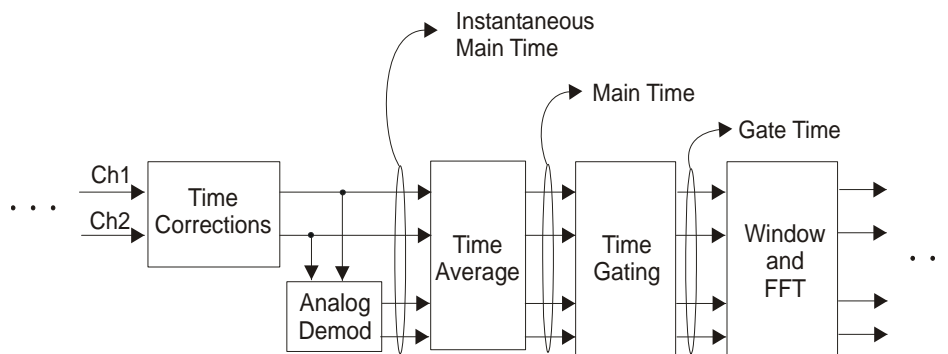 Instantaneous
Main Time
Main Time
Gate Time
Ch1
Ch2
Time
Corrections
Analog
Demod
Time
Average
Time
Gating
Window
and
FFT